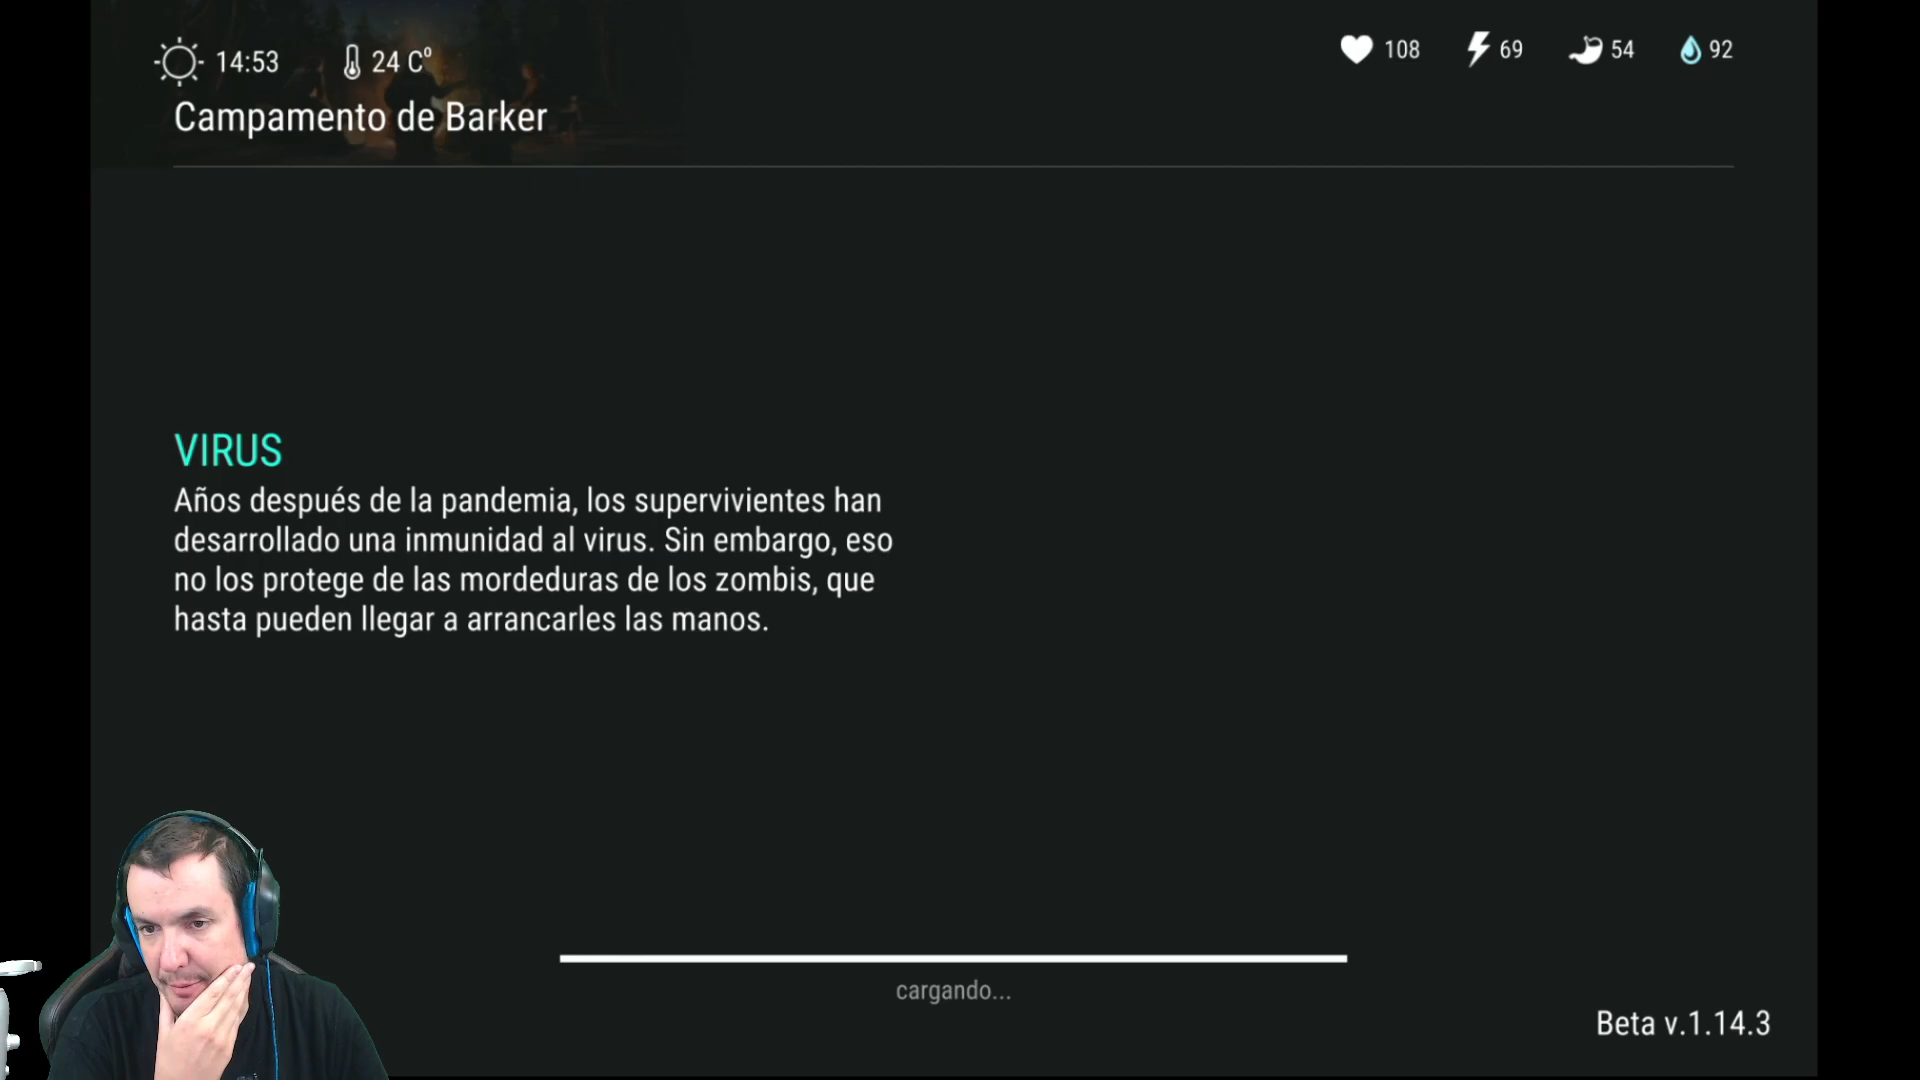 14:53
24 Cº
108
69
54
92
Campamento de Barker
VIRUS
Años después de la pandemia, los supervivientes han
desarrollado una inmunidad al virus. Sin embargo, eso
no los protege de las mordeduras de los zombis, que
hasta pueden llegar a arrancarles las manos.
cargando...
Beta v.1.14.3